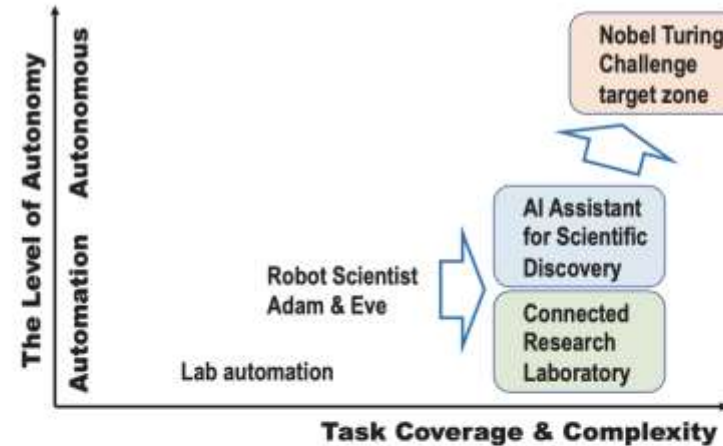 The Level of Autonomy
Autonomous
Automation
Nobel Turing
Challenge
target zone
AI Assistant
for Scientific
Discovery
Robot Scientist
Adam & Eve
Connected
Research
Laboratory
Lab automation
Task Coverage & Complexity